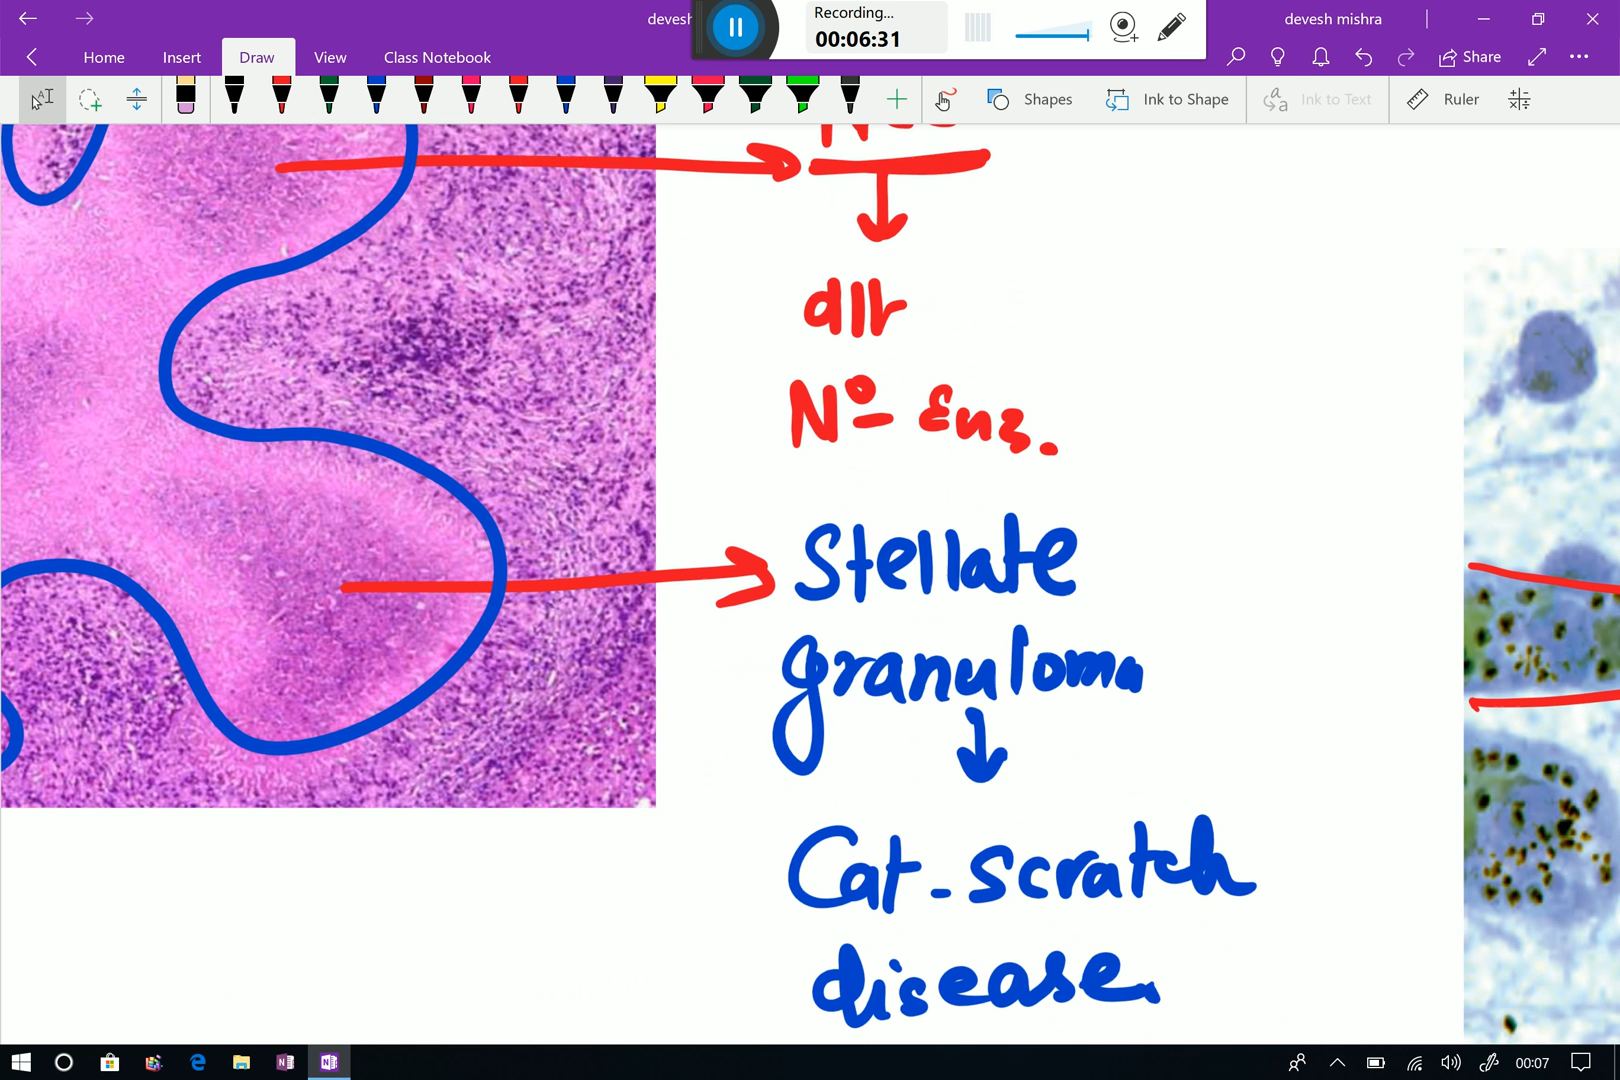 devesh
Recording...
00:06:31
devesh mishra
Home Insert Draw View Class Notebook
Share
Shapes
Ink to Shape
Ink to Text
Ruler
N° Enz.
Stellate
granuloma
Cat-scratch
disease.
00:07